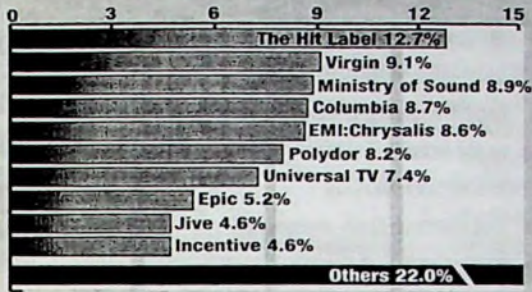 0 3 6 9 12 15
The Hit Label 12.7%
Virgin 9.1%
Ministry of Sound 8.9%
Columbia 8.7%
EMI:Chrysalis 8.6%
Polydor 8.2%
Universal TV 7.4%
Epic 5.2%
Jive 4.6%
Incentive 4.6%
Others 22.0%